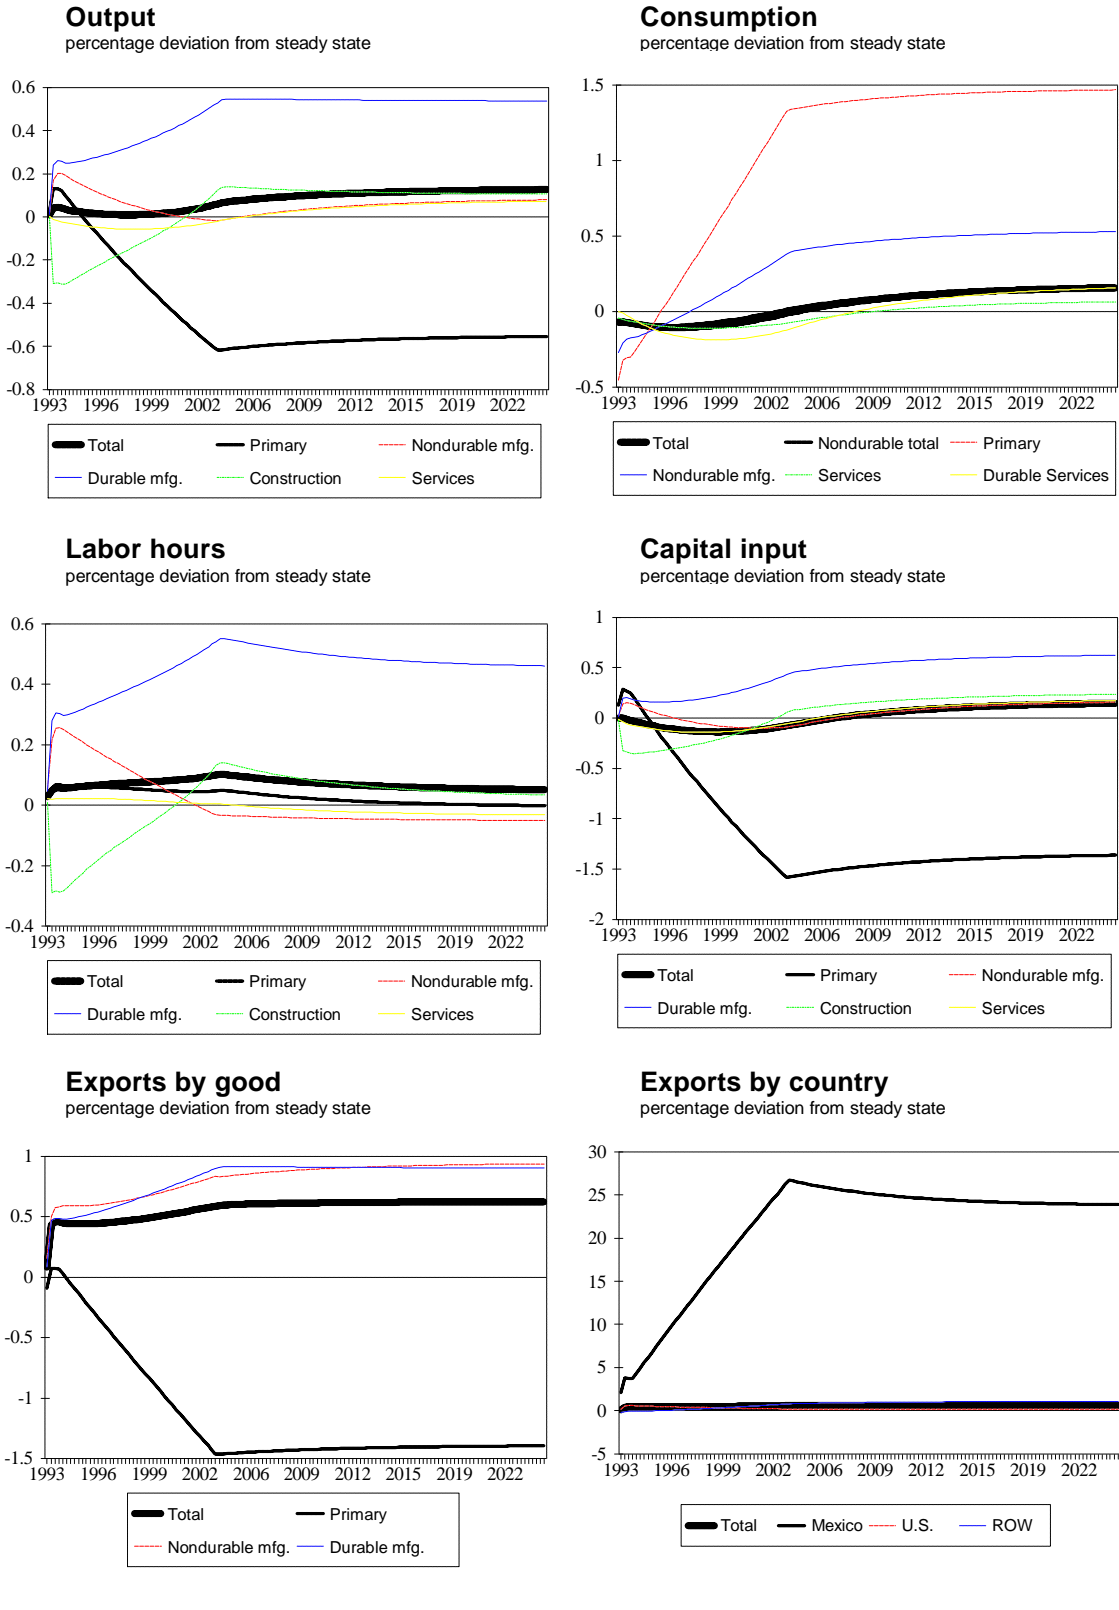 Output
percentage deviation from steady state
0.6
0.4
0.2
0
-0.2
-0.4
-0.6
-0.8
1993 1996 1999 2002 2006 2009 2012 2015 2019 2022
Total Primary Nondurable mfg.
Durable mfg. Construction Services
Consumption
percentage deviation from steady state
1.5
1
0.5
0
-0.5
1993 1996 1999 2002 2006 2009 2012 2015 2019 2022
Total Nondurable total Primary
Nondurable mfg. Services Durable Services
Labor hours
percentage deviation from steady state
0.6
0.4
0.2
0
-0.2
-0.4
1993 1996 1999 2002 2006 2009 2012 2015 2019 2022
Total Primary Nondurable mfg.
Durable mfg. Construction Services
Capital input
percentage deviation from steady state
1
0.5
0
-0.5
-1
-1.5
-2
1993 1996 1999 2002 2006 2009 2012 2015 2019 2022
Total Primary Nondurable mfg.
Durable mfg. Construction Services
Exports by good
percentage deviation from steady state
1
0.5
0
-0.5
-1
-1.5
1993 1996 1999 2002 2006 2009 2012 2015 2019 2022
Total Primary
Nondurable mfg. Durable mfg.
Exports by country
percentage deviation from steady state
30
25
20
15
10
5
0
-5
1993 1996 1999 2002 2006 2009 2012 2015 2019 2022
Total Mexico U.S. ROW